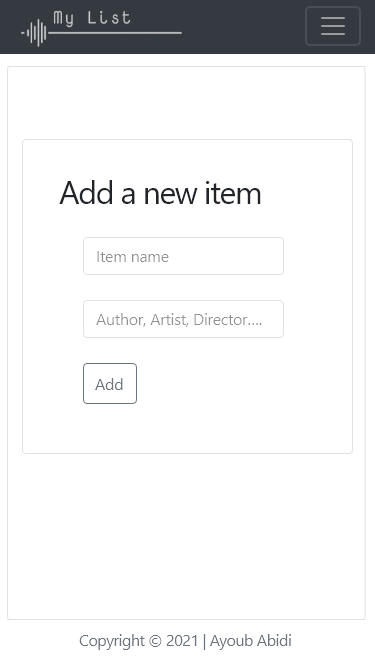 My List
Add a new item
Item name
Author, Artist, Director....
Add
Copyright © 2021 | Ayoub Abidi